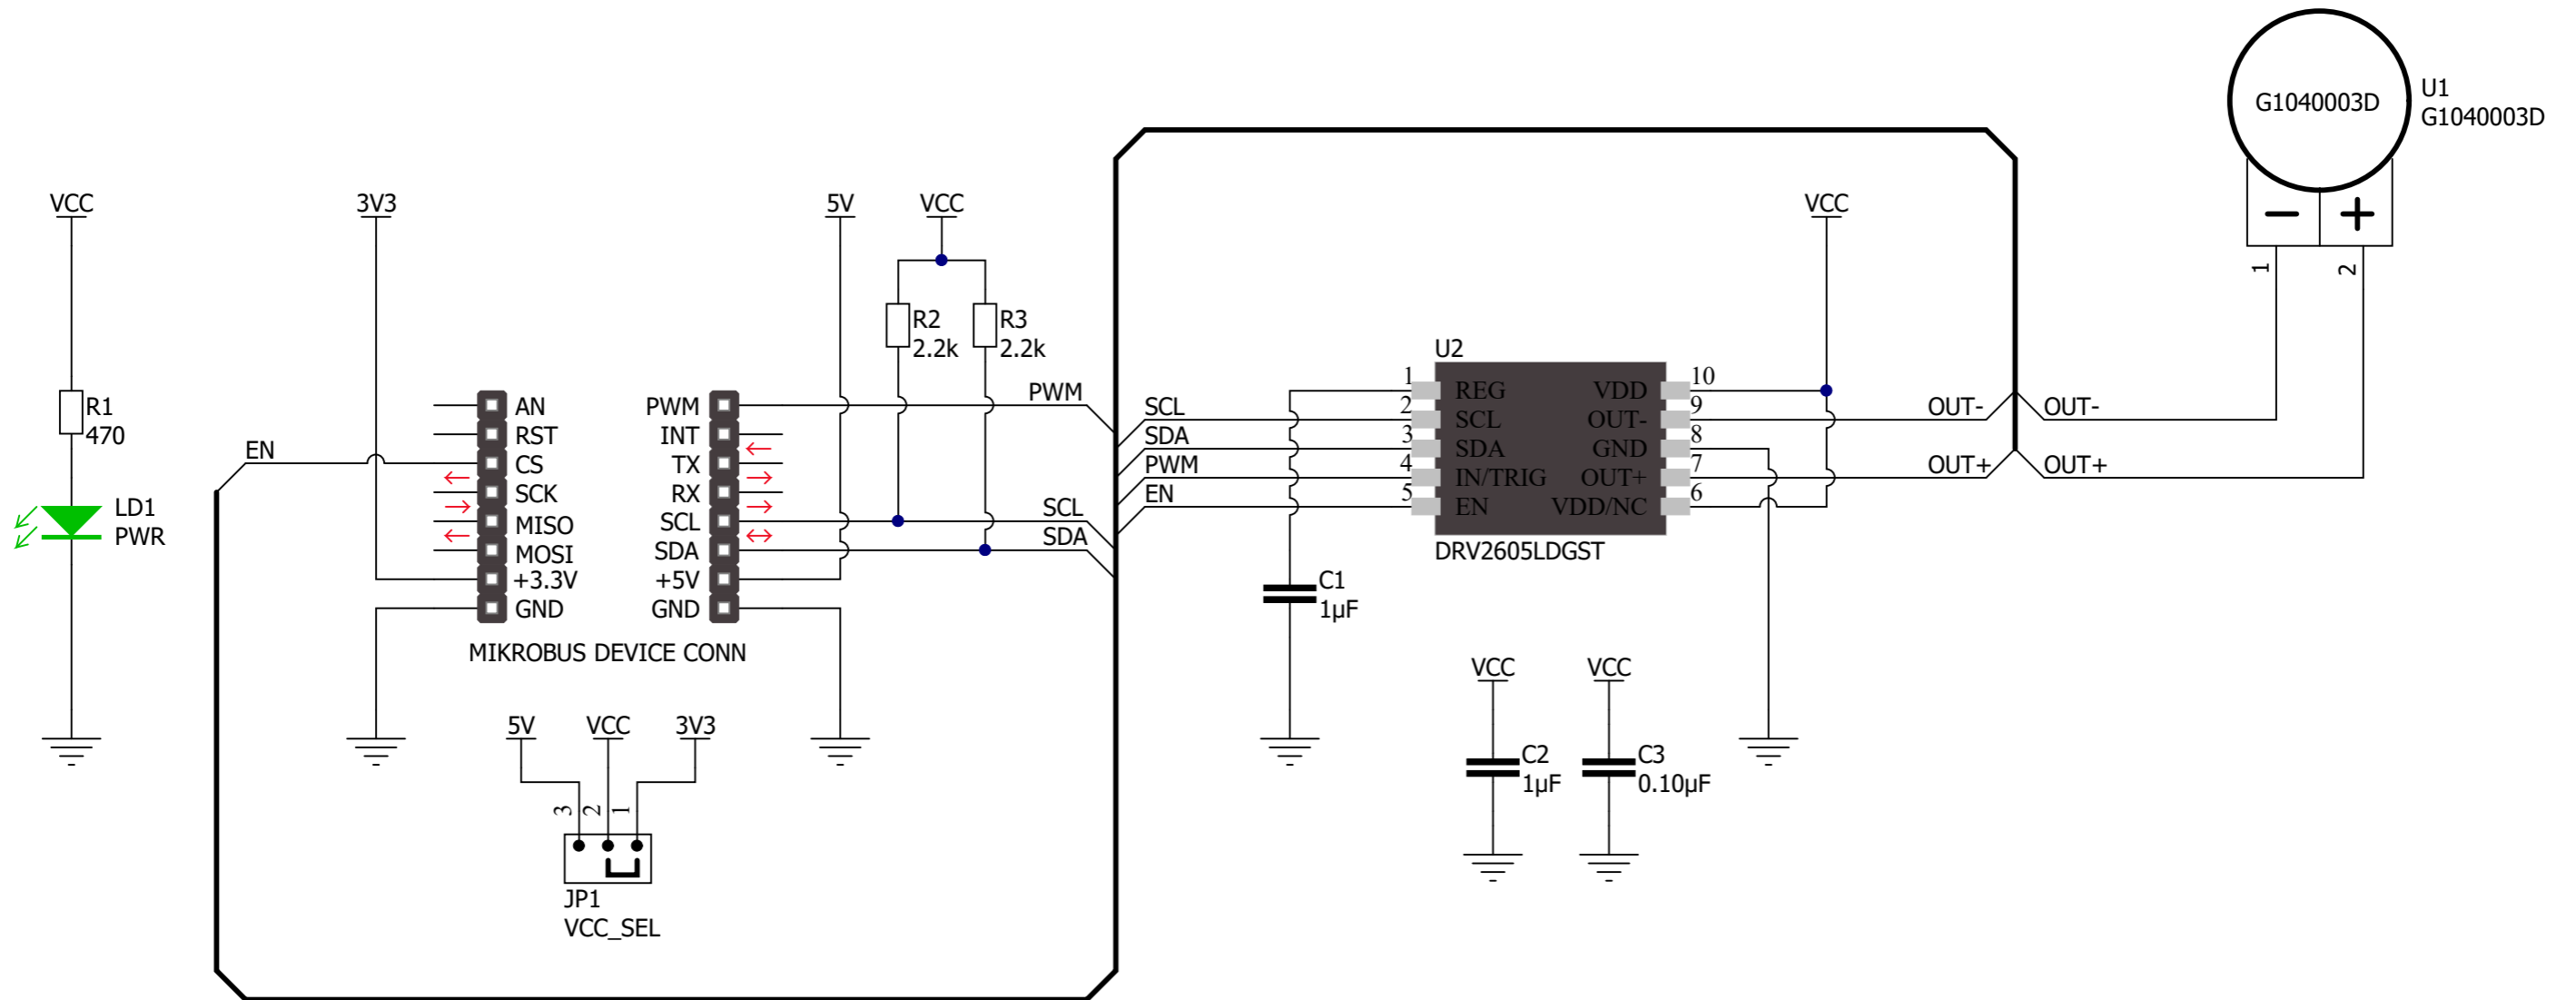 G1040003D
U1
G1040003D
1
2
VCC
R1
470
LD1
PWR
3V3
5V
VCC
R2
2.2k
R3
2.2k
EN
AN
RST
CS
SCK
MISO
MOSI
+3.3V
GND
PWM
INT
TX
RX
SCL
SDA
+5V
GND
MIKROBUS DEVICE CONN
PWM
SCL
SDA
5V
VCC
3V3
3
2
1
JP1
VCC_SEL
SCL
SDA
PWM
EN
U2
1
2
3
4
5
REG
SCL
SDA
IN/TRIG
EN
VDD
OUT-
GND
OUT+
VDD/NC
10
9
8
7
6
DRV2605LDGST
VCC
OUT-
OUT+
OUT-
OUT+
C1
1µF
VCC
C2
1µF
VCC
C3
0.10µF